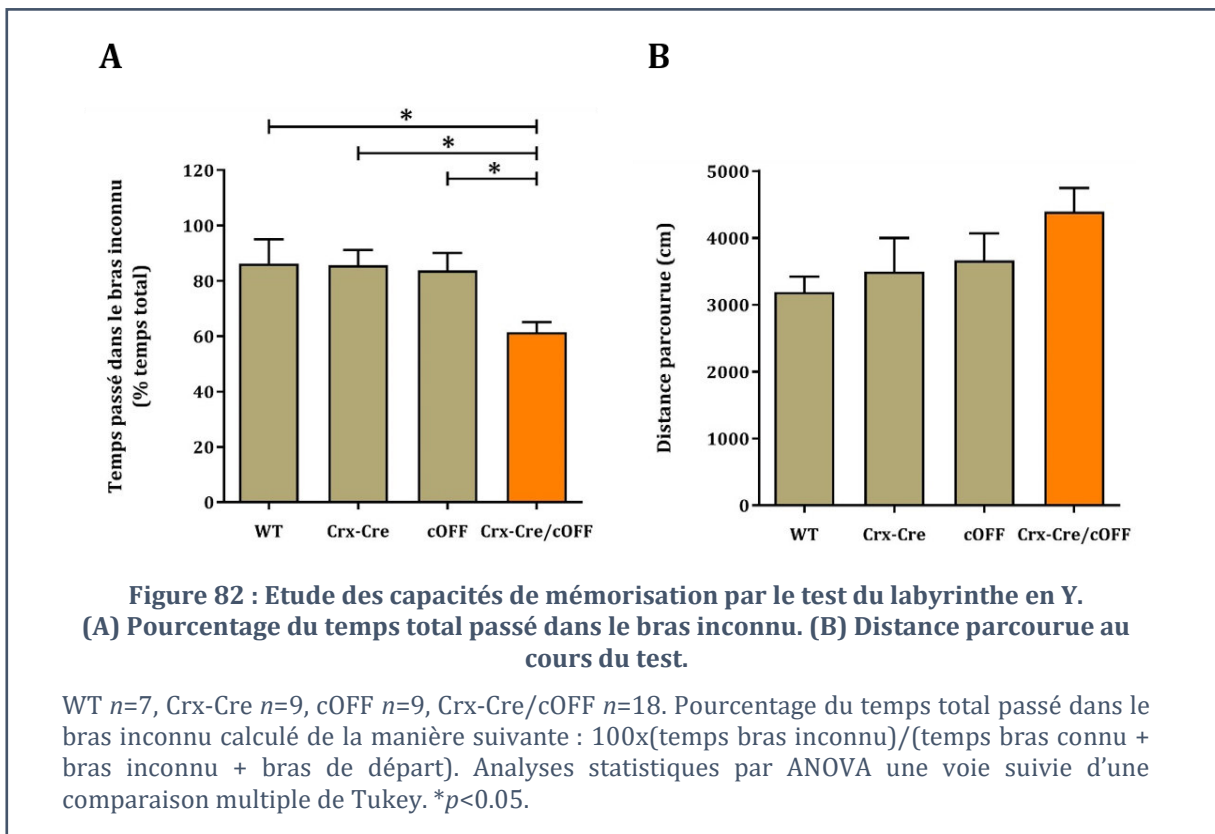 A
B
*
*
*
Temps passé dans le bras inconnu
(% temps total)
120
100
80
60
40
20
0
WT Crx-Cre cOFF Crx-Cre/cOFF
Distance parcourue (cm)
5000
4000
3000
2000
1000
0
WT Crx-Cre cOFF Crx-Cre/cOFF
Figure 82 : Etude des capacités de mémorisation par le test du labyrinthe en Y.
(A) Pourcentage du temps total passé dans le bras inconnu. (B) Distance parcourue au
cours du test.
WT n=7, Crx-Cre n=9, cOFF n=9, Crx-Cre/cOFF n=18. Pourcentage du temps total passé dans le
bras inconnu calculé de la manière suivante : 100x(temps bras inconnu)/(temps bras connu +
bras inconnu + bras de départ). Analyses statistiques par ANOVA une voie suivie d'une
comparaison multiple de Tukey. *p<0.05.